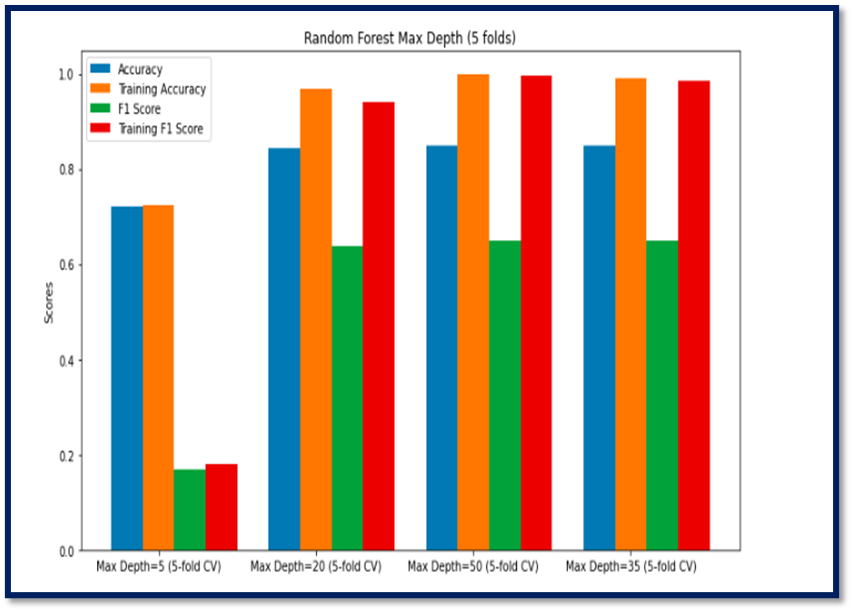 Random Forest Max Depth (5 folds)
Accuracy
Training Accuracy
F1 Score
Training F1 Score
Scores
1.0
0.8
0.6
0.4
0.2
0.0
Max Depth=5 (5-fold CV)
Max Depth=20 (5-fold CV)
Max Depth=50 (5-fold CV)
Max Depth=35 (5-fold CV)